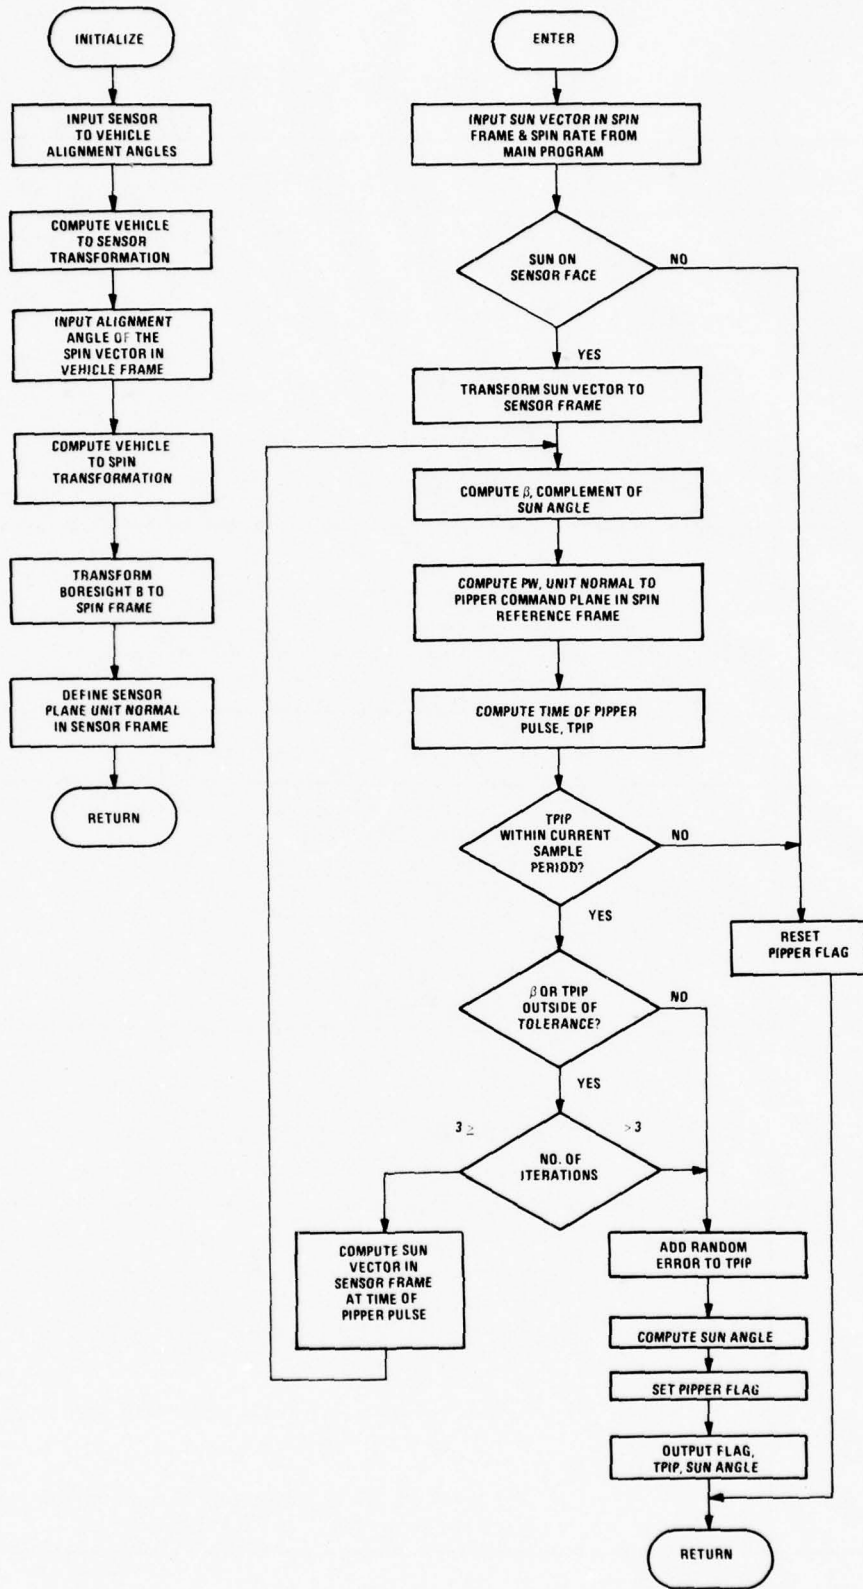 INITIALIZE
INPUT SENSOR
TO VEHICLE
ALIGNMENT ANGLES
COMPUTE VEHICLE
TO SENSOR
TRANSFORMATION
INPUT ALIGNMENT
ANGLE OF THE
SPIN VECTOR IN
VEHICLE FRAME
COMPUTE VEHICLE
TO SPIN
TRANSFORMATION
TRANSFORM
BORESIGHT B TO
SPIN FRAME
DEFINE SENSOR
PLANE UNIT NORMAL
IN SENSOR FRAME
RETURN
ENTER
INPUT SUN VECTOR IN SPIN
FRAME & SPIN RATE FROM
MAIN PROGRAM
SUN ON
SENSOR FACE
NO
YES
TRANSFORM SUN VECTOR TO
SENSOR FRAME
COMPUTE β, COMPLEMENT OF
SUN ANGLE
COMPUTE PW, UNIT NORMAL TO
PIPPER COMMAND PLANE IN SPIN
REFERENCE FRAME
COMPUTE TIME OF PIPPER
PULSE, TPIP
TPIP
WITHIN CURRENT
SAMPLE
PERIOD?
NO
YES
RESET
PIPPER FLAG
β OR TPIP
OUTSIDE OF
TOLERANCE?
NO
YES
3 ≥
> 3
NO. OF
ITERATIONS
COMPUTE SUN
VECTOR IN
SENSOR FRAME
AT TIME OF
PIPPER PULSE
ADD RANDOM
ERROR TO TPIP
COMPUTE SUN ANGLE
SET PIPPER FLAG
OUTPUT FLAG,
TPIP, SUN ANGLE
RETURN